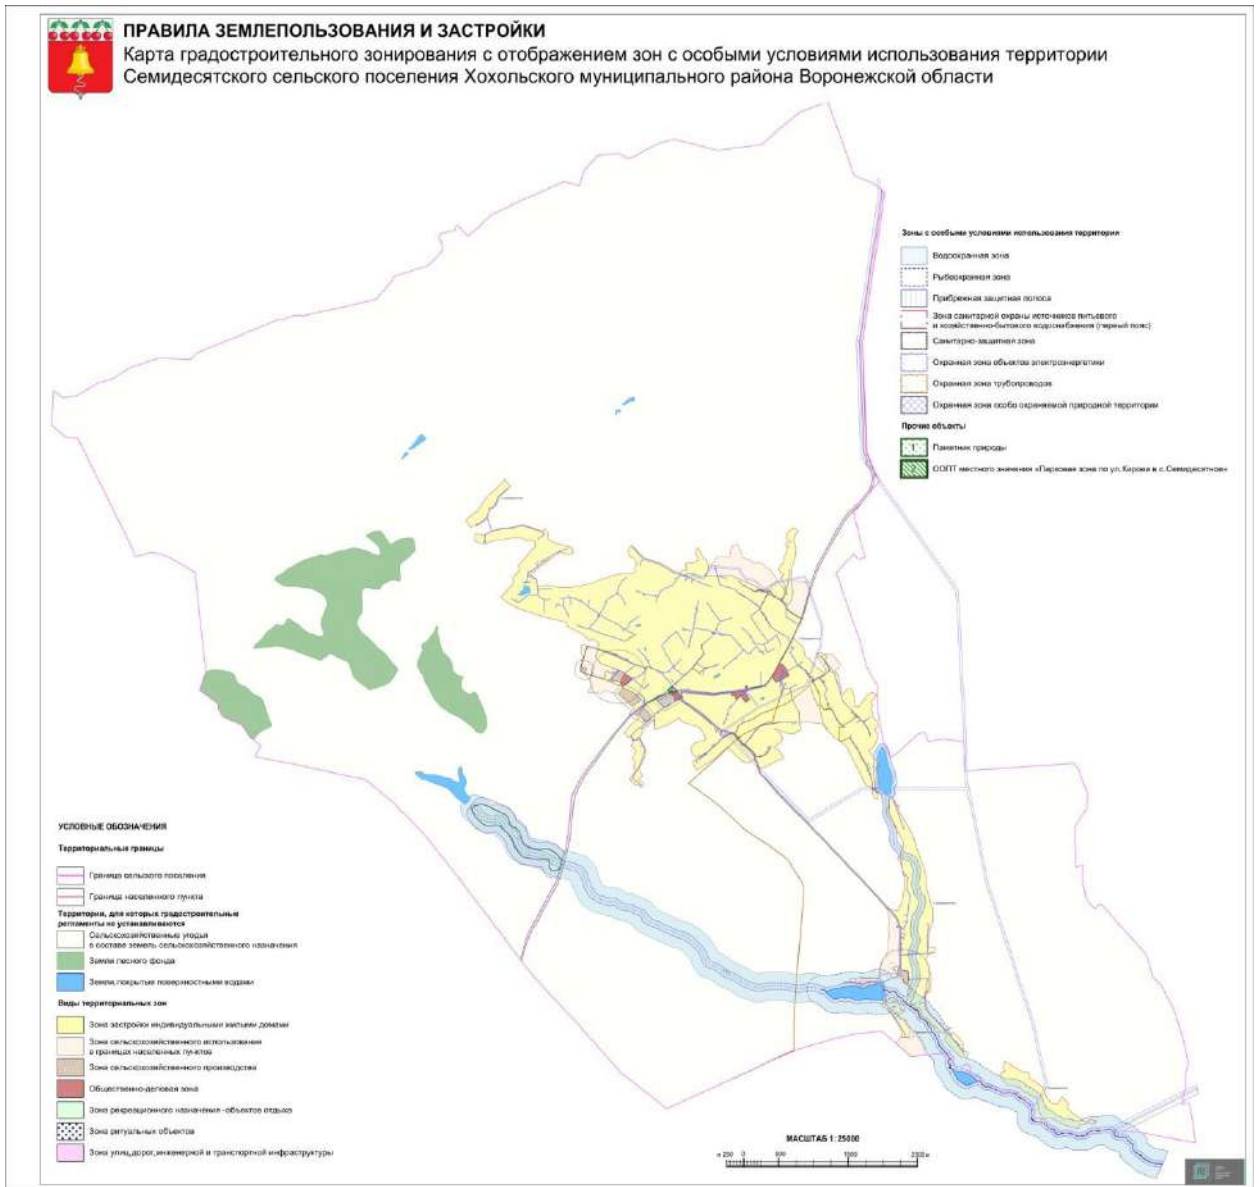 ПРАВИЛА ЗЕМЛЕПОЛЬЗОВАНИЯ И ЗАСТРОЙКИ
Карта градостроительного зонирования с отображением зон с особыми условиями использования территории
Семидесятского сельского поселения Хохольского муниципального района Воронежской области
Зоны с особыми условиями использования территории
Водоохранная зона
Рыбоохранная зона
Прибрежная защитная полоса
Зона санитарной охраны источников питьевого
и хозяйственно-бытового водоснабжения (первый пояс)
Санитарно-защитная зона
Охранная зона объектов электроэнергетики
Охранная зона трубопроводов
Охранная зона особо охраняемой природной территории
Прочие объекты
Памятник природы
ООПТ местного значения «Парковая зона по ул.Кирова в с.Семидесятное»
УСЛОВНЫЕ ОБОЗНАЧЕНИЯ
Территориальные границы
Граница сельского поселения
Граница населенного пункта
Территории, для которых градостроительные
регламенты не устанавливаются
Сельскохозяйственные угодья
в составе земель сельскохозяйственного назначения
Земли лесного фонда
Земли, покрытые поверхностными водами
Виды территориальных зон
Зона застройки индивидуальными жилыми домами
Зона сельскохозяйственного использования
в границах населенных пунктов
Зона сельскохозяйственного производства
Общественно-деловая зона
Зона рекреационного назначения - объектов отдыха
Зона ритуальных объектов
Зона улиц, дорог, инженерной и транспортной инфраструктуры
МАСШТАБ 1: 25000